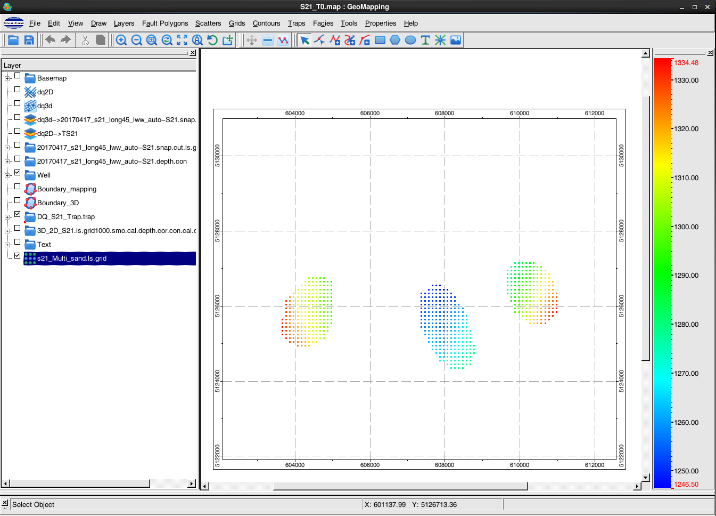 S21_T0.map : GeoMapping
File Edit View Draw Layers Fault Polygons Scatters Grids Contours Traps Fagies Tools Properties Help
Layer
Basemap
dq2D
dq3d
dq3d->20170417_s21_long45_lww_auto-S21.snap.
dq2D->TS21
20170417_s21_long45_lww_auto-S21.snap.cut.ls.g
20170417_s21_long45_lww_auto-S21.depth.con
Well
Boundary_mapping
Boundary_3D
DQ_S21_Trap.trap
3D_2D_S21.ls.grid1000.smo.cal.depth.cor.con.cal.c
Text
s21_Multi_sand.ls.grid
604000 606000 608000 610000 612000
5130000 5130000
5128000 5128000
5126000 5126000
5124000 5124000
5122000 5122000
604000 606000 608000 610000 612000
1334.48
1330.00
1320.00
1310.00
1300.00
1290.00
1280.00
1270.00
1260.00
1250.00
1246.50
Select Object
X: 601137.99 Y: 5126713.36